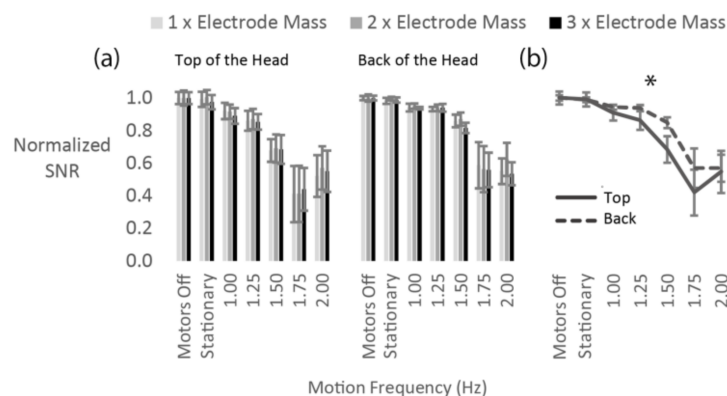 1 x Electrode Mass 2 x Electrode Mass 3 x Electrode Mass
(a) Top of the Head Back of the Head (b)
*
Normalized
SNR
1.0
0.8
0.6
0.4
0.2
0.0
Top
Back
Motors Off Stationary 1.00 1.25 1.50 1.75 2.00
Motors Off Stationary 1.00 1.25 1.50 1.75 2.00
Motors Off Stationary 1.00 1.25 1.50 1.75 2.00
Motion Frequency (Hz)